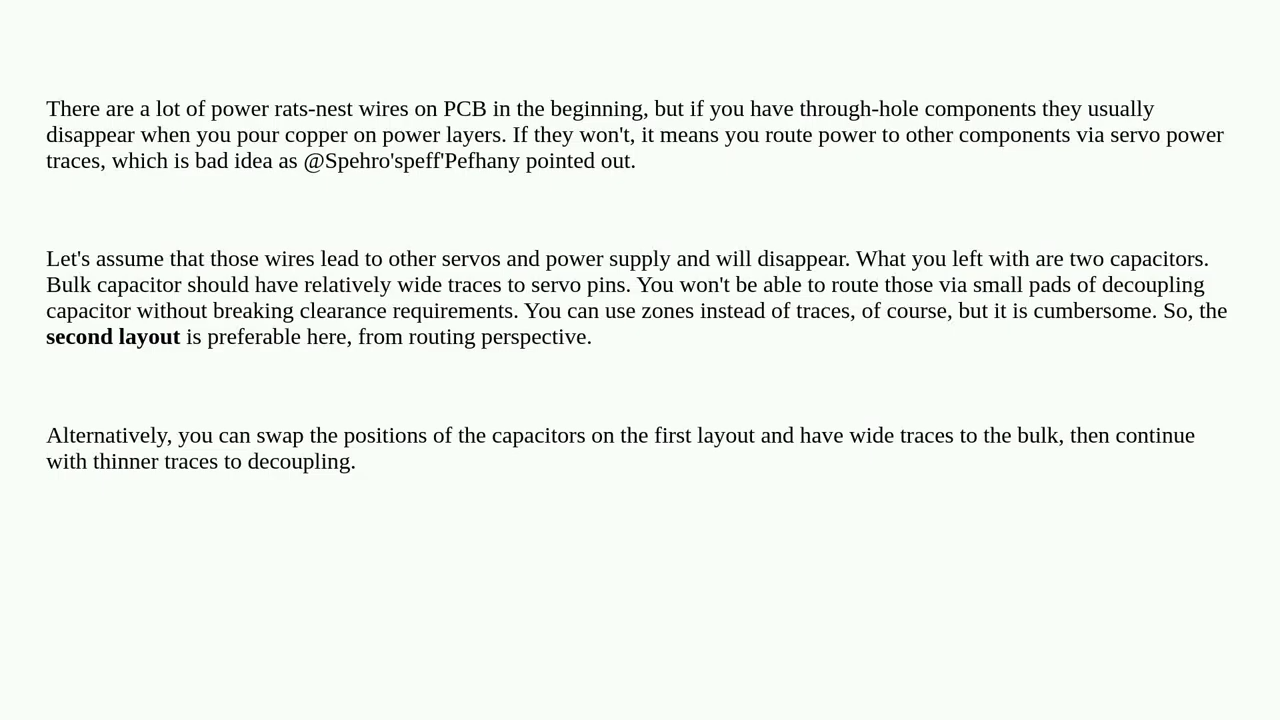 There are a lot of power rats-nest wires on PCB in the beginning, but if you have through-hole components they usually
disappear when you pour copper on power layers. If they won't, it means you route power to other components via servo power
traces, which is bad idea as @Spehro'speff'Pefhany pointed out.
Let's assume that those wires lead to other servos and power supply and will disappear. What you left with are two capacitors.
Bulk capacitor should have relatively wide traces to servo pins. You won't be able to route those via small pads of decoupling
capacitor without breaking clearance requirements. You can use zones instead of traces, of course, but it is cumbersome. So, the
second layout is preferable here, from routing perspective.
Alternatively, you can swap the positions of the capacitors on the first layout and have wide traces to the bulk, then continue
with thinner traces to decoupling.